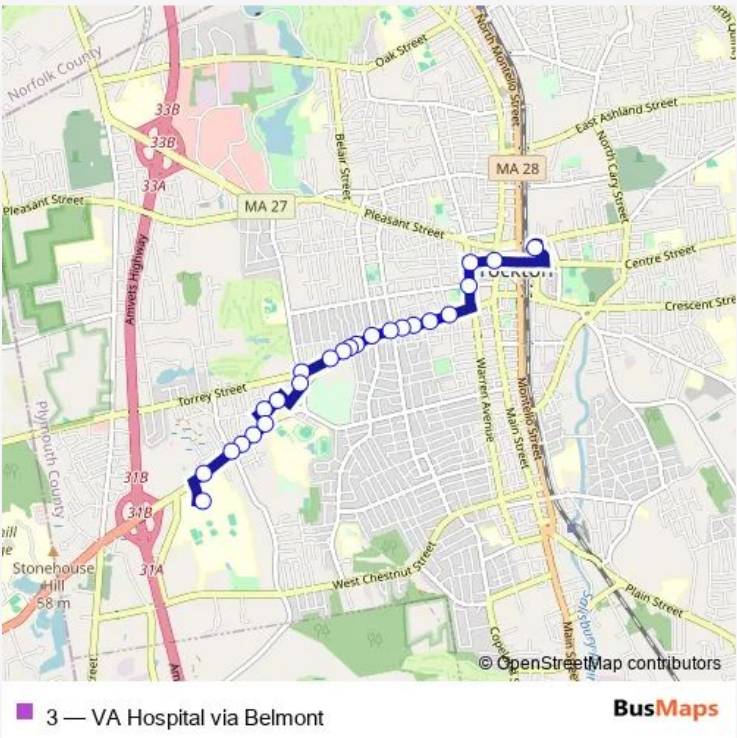 Norfolk County
Oak Street
North Montello Street
33B
33B
33A
East Ashland Street
North Cary Street
Belair Street
MA 28
MA 27
Pleasant Street
Pleasant Street
Centre Street
Crescent Stre
Amvets Highway
Torrey Street
Warren Avenue
Main Street
Montello Street
Plymouth County
31B
31B
31A
Stonehouse
Hill
58 m
West Chestnut Street
Plain Street
Main S
© OpenStreetMap contributors
3 — VA Hospital via Belmont
BusMaps